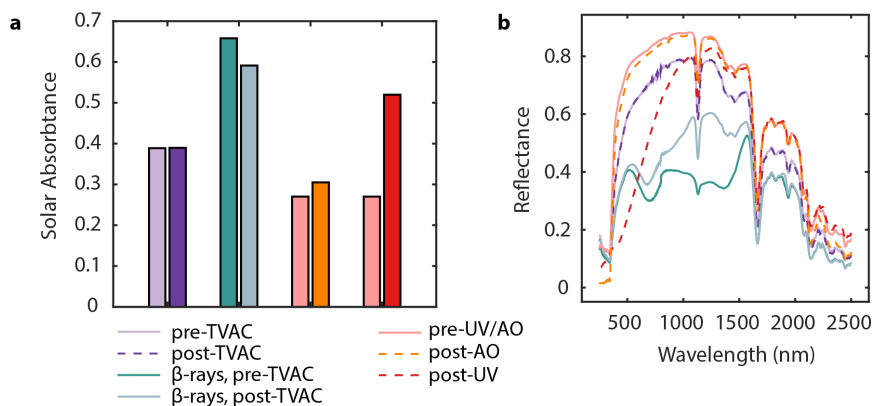 a
Solar Absorbtance
0.7
0.6
0.5
0.4
0.3
0.2
0.1
0
pre-TVAC
post-TVAC
β-rays, pre-TVAC
β-rays, post-TVAC
pre-UV/AO
post-AO
post-UV
b
Reflectance
0.8
0.6
0.4
0.2
0
500 1000 1500 2000 2500
Wavelength (nm)